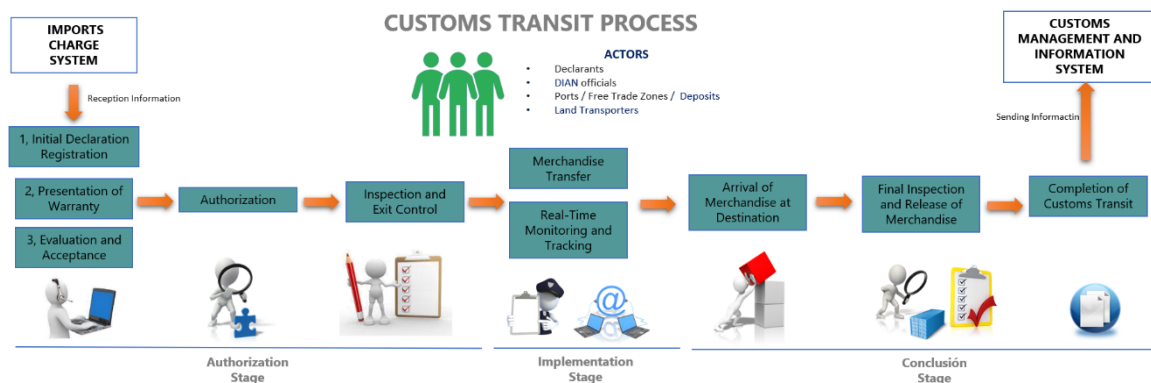 CUSTOMS TRANSIT PROCESS
IMPORTS
CHARGE
SYSTEM
Reception Information
ACTORS
• Declarants
• DIAN officials
• Ports / Free Trade Zones / Deposits
• Land Transporters
CUSTOMS
MANAGEMENT AND
INFORMATION
SYSTEM
Sending Informactin
1, Initial Declaration
Registration
2, Presentation of
Warranty
3, Evaluation and
Acceptance
Authorization
Inspection and
Exit Control
Merchandise
Transfer
Real-Time
Monitoring and
Tracking
Arrival of
Merchandise at
Destination
Final Inspection
and Release of
Merchandise
Completion of
Customs Transit
@
@
Authorization
Stage
Implementation
Stage
Conclusión
Stage